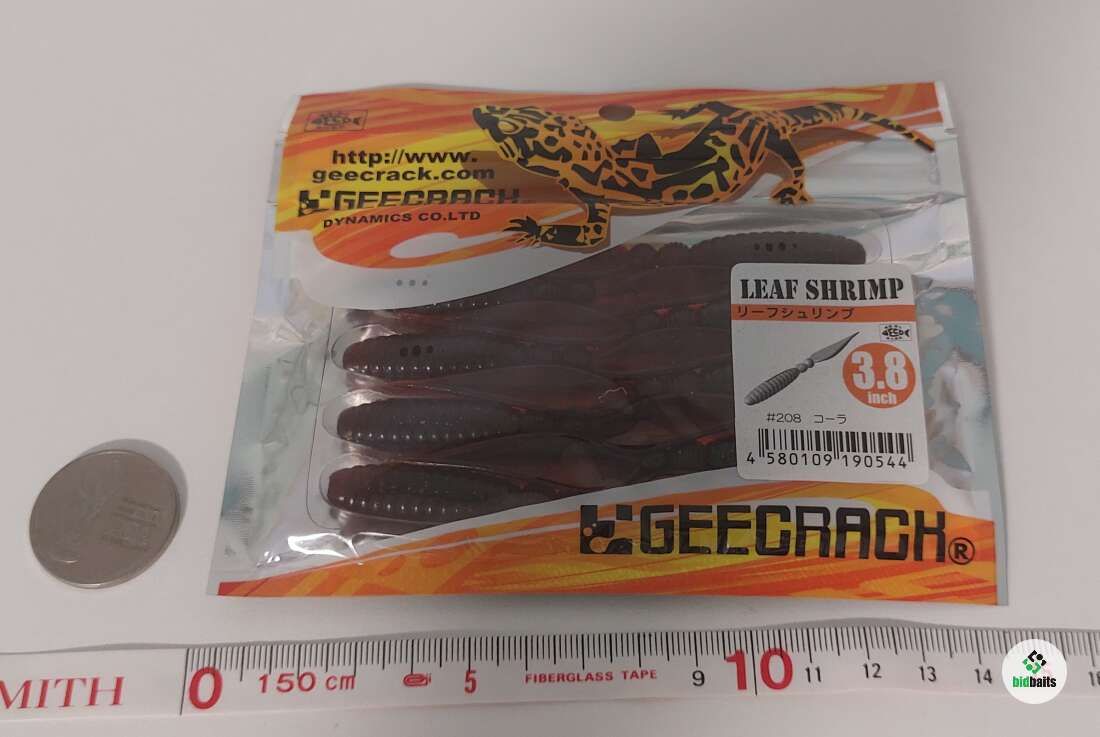 http://www.
geecrack.com
GEECRACK
DYNAMICS CO.LTD
LEAF SHRIMP
リーフシュリンプ
3.8
inch
#208 コーラ
4 580109 190544
GEECRACK®
MITH
0 150cm 5 FIBERGLASS TAPE 9 10 11 12 13 14
bidbaits